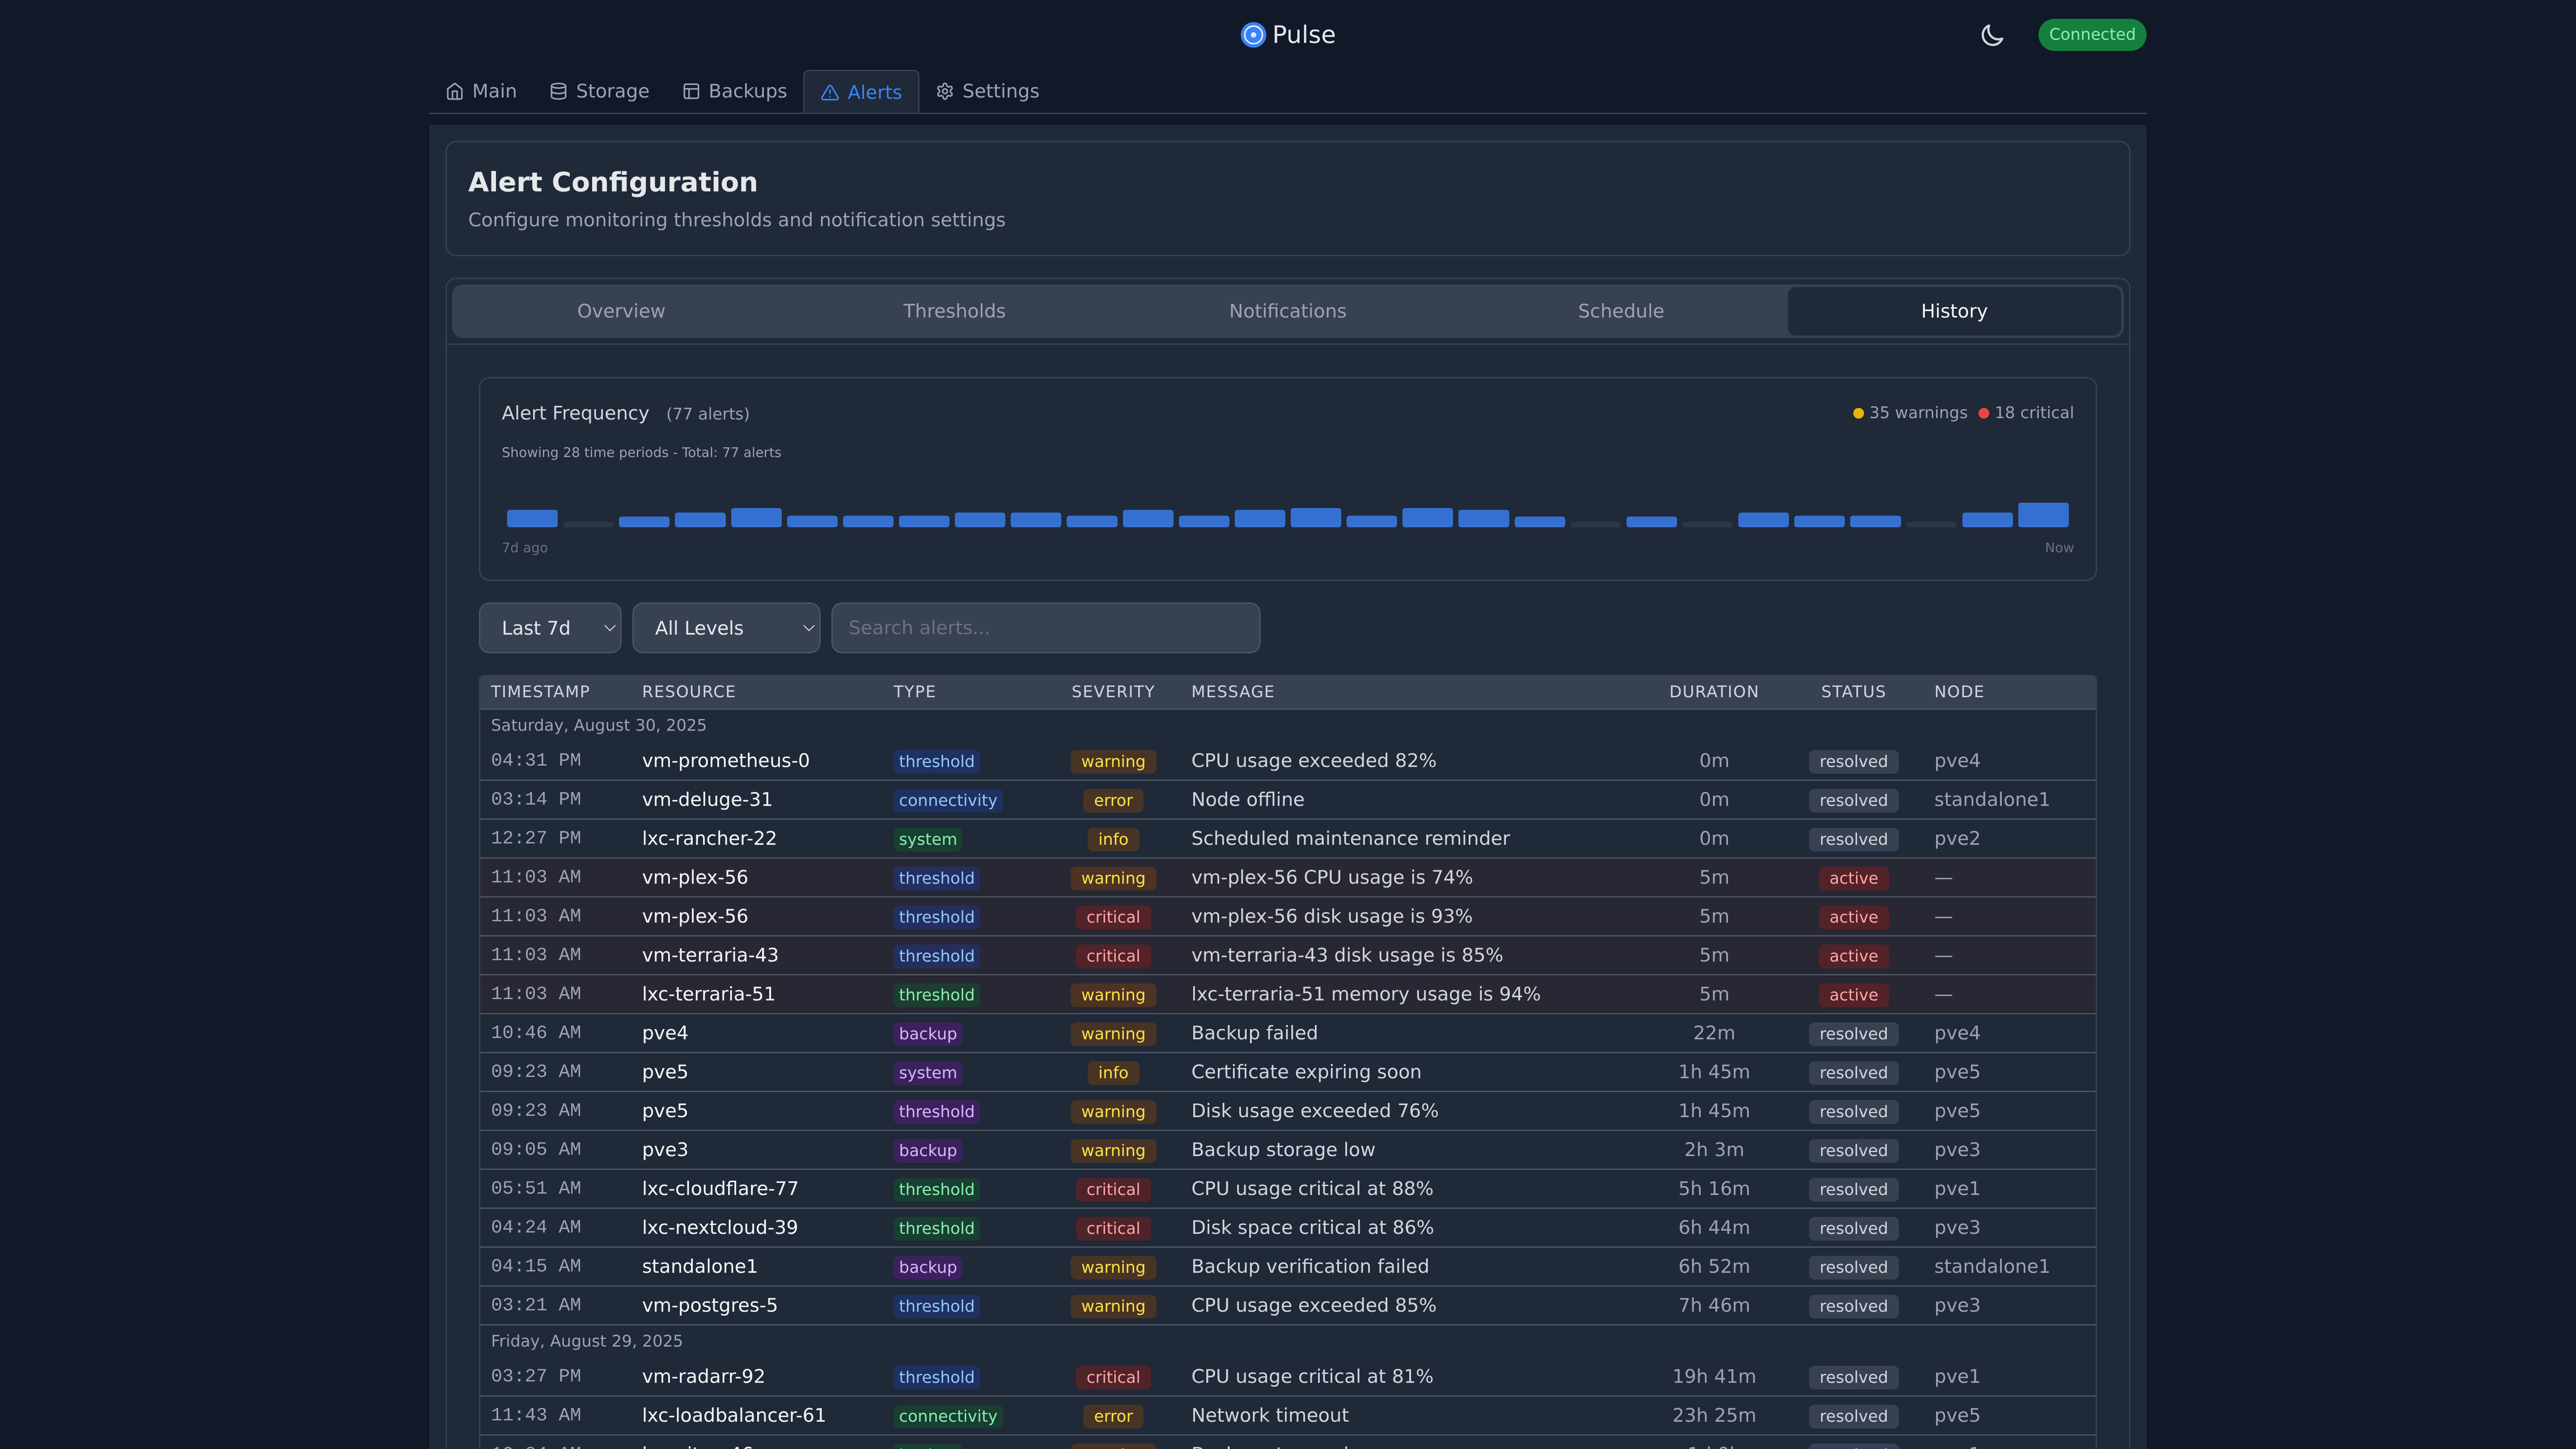 Pulse
Connected
Main Storage Backups Alerts Settings
Alert Configuration
Configure monitoring thresholds and notification settings
Overview Thresholds Notifications Schedule History
Alert Frequency (77 alerts) 35 warnings 18 critical
Showing 28 time periods - Total: 77 alerts
7d ago Now
Last 7d All Levels Search alerts...
TIMESTAMP RESOURCE TYPE SEVERITY MESSAGE DURATION STATUS NODE
Saturday, August 30, 2025
04:31 PM vm-prometheus-0 threshold warning CPU usage exceeded 82% 0m resolved pve4
03:14 PM vm-deluge-31 connectivity error Node offline 0m resolved standalone1
12:27 PM lxc-rancher-22 system info Scheduled maintenance reminder 0m resolved pve2
11:03 AM vm-plex-56 threshold warning vm-plex-56 CPU usage is 74% 5m active —
11:03 AM vm-plex-56 threshold critical vm-plex-56 disk usage is 93% 5m active —
11:03 AM vm-terraria-43 threshold critical vm-terraria-43 disk usage is 85% 5m active —
11:03 AM lxc-terraria-51 threshold warning lxc-terraria-51 memory usage is 94% 5m active —
10:46 AM pve4 backup warning Backup failed 22m resolved pve4
09:23 AM pve5 system info Certificate expiring soon 1h 45m resolved pve5
09:23 AM pve5 threshold warning Disk usage exceeded 76% 1h 45m resolved pve5
09:05 AM pve3 backup warning Backup storage low 2h 3m resolved pve3
05:51 AM lxc-cloudflare-77 threshold critical CPU usage critical at 88% 5h 16m resolved pve1
04:24 AM lxc-nextcloud-39 threshold critical Disk space critical at 86% 6h 44m resolved pve3
04:15 AM standalone1 backup warning Backup verification failed 6h 52m resolved standalone1
03:21 AM vm-postgres-5 threshold warning CPU usage exceeded 85% 7h 46m resolved pve3
Friday, August 29, 2025
03:27 PM vm-radarr-92 threshold critical CPU usage critical at 81% 19h 41m resolved pve1
11:43 AM lxc-loadbalancer-61 connectivity error Network timeout 23h 25m resolved pve5